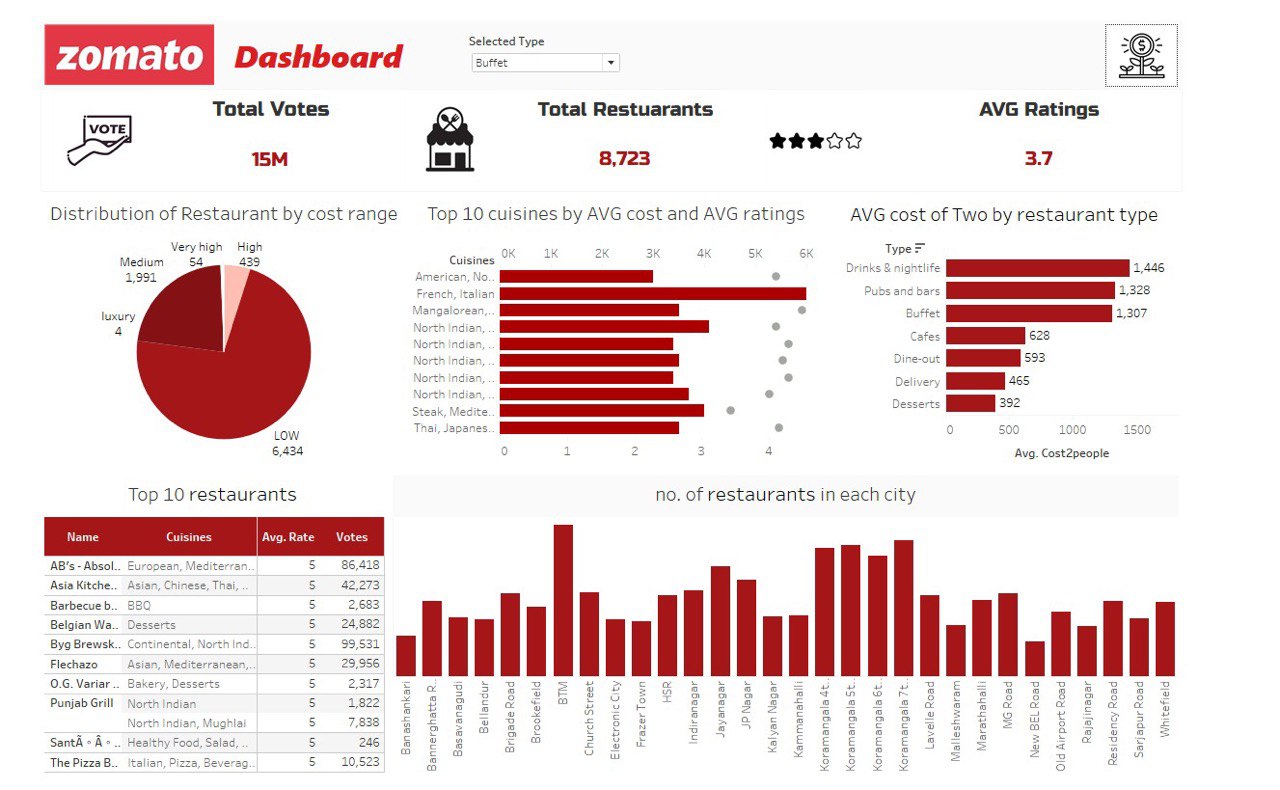 zomato Dashboard
Selected Type
Buffet
VOTE
Total Votes
15M
Total Restuarants
8,723
AVG Ratings
3.7
Distribution of Restaurant by cost range
Very high
54
High
439
Medium
1,991
luxury
4
LOW
6,434
Top 10 cuisines by AVG cost and AVG ratings
Cuisines
0K 1K 2K 3K 4K 5K 6K
American, No..
French, Italian
Mangalorean,..
North Indian, ..
North Indian, ..
North Indian, ..
North Indian, ..
North Indian, ..
Steak, Medite..
Thai, Japanes..
0 1 2 3 4
AVG cost of Two by restaurant type
Type
Drinks & nightlife 1,446
Pubs and bars 1,328
Buffet 1,307
Cafes 628
Dine-out 593
Delivery 465
Desserts 392
0 500 1000 1500
Avg. Cost2people
Top 10 restaurants
Name Cuisines Avg. Rate Votes
AB's - Absol.. European, Mediterran.. 5 86,418
Asia Kitche.. Asian, Chinese, Thai, .. 5 42,273
Barbecue b.. BBQ 5 2,683
Belgian Wa.. Desserts 5 24,882
Byg Brewsk.. Continental, North Ind.. 5 99,531
Flechazo Asian, Mediterranean,.. 5 29,956
O.G. Variar .. Bakery, Desserts 5 2,317
Punjab Grill North Indian 5 1,822
North Indian, Mughlai 5 7,838
SantÃ ∘ Â ∘ .. Healthy Food, Salad, .. 5 246
The Pizza B.. Italian, Pizza, Beverag.. 5 10,523
no. of restaurants in each city
Banashankari
Bannerghatta R..
Basavanagudi
Bellandur
Brigade Road
Brookefield
BTM
Church Street
Electronic City
Frazer Town
HSR
Indiranagar
Jayanagar
JP Nagar
Kalyan Nagar
Kammanahalli
Koramangala 4t..
Koramangala 5t..
Koramangala 6t..
Koramangala 7t..
Lavelle Road
Malleshwaram
Marathahalli
MG Road
New BEL Road
Old Airport Road
Rajajinagar
Residency Road
Sarjapur Road
Whitefield